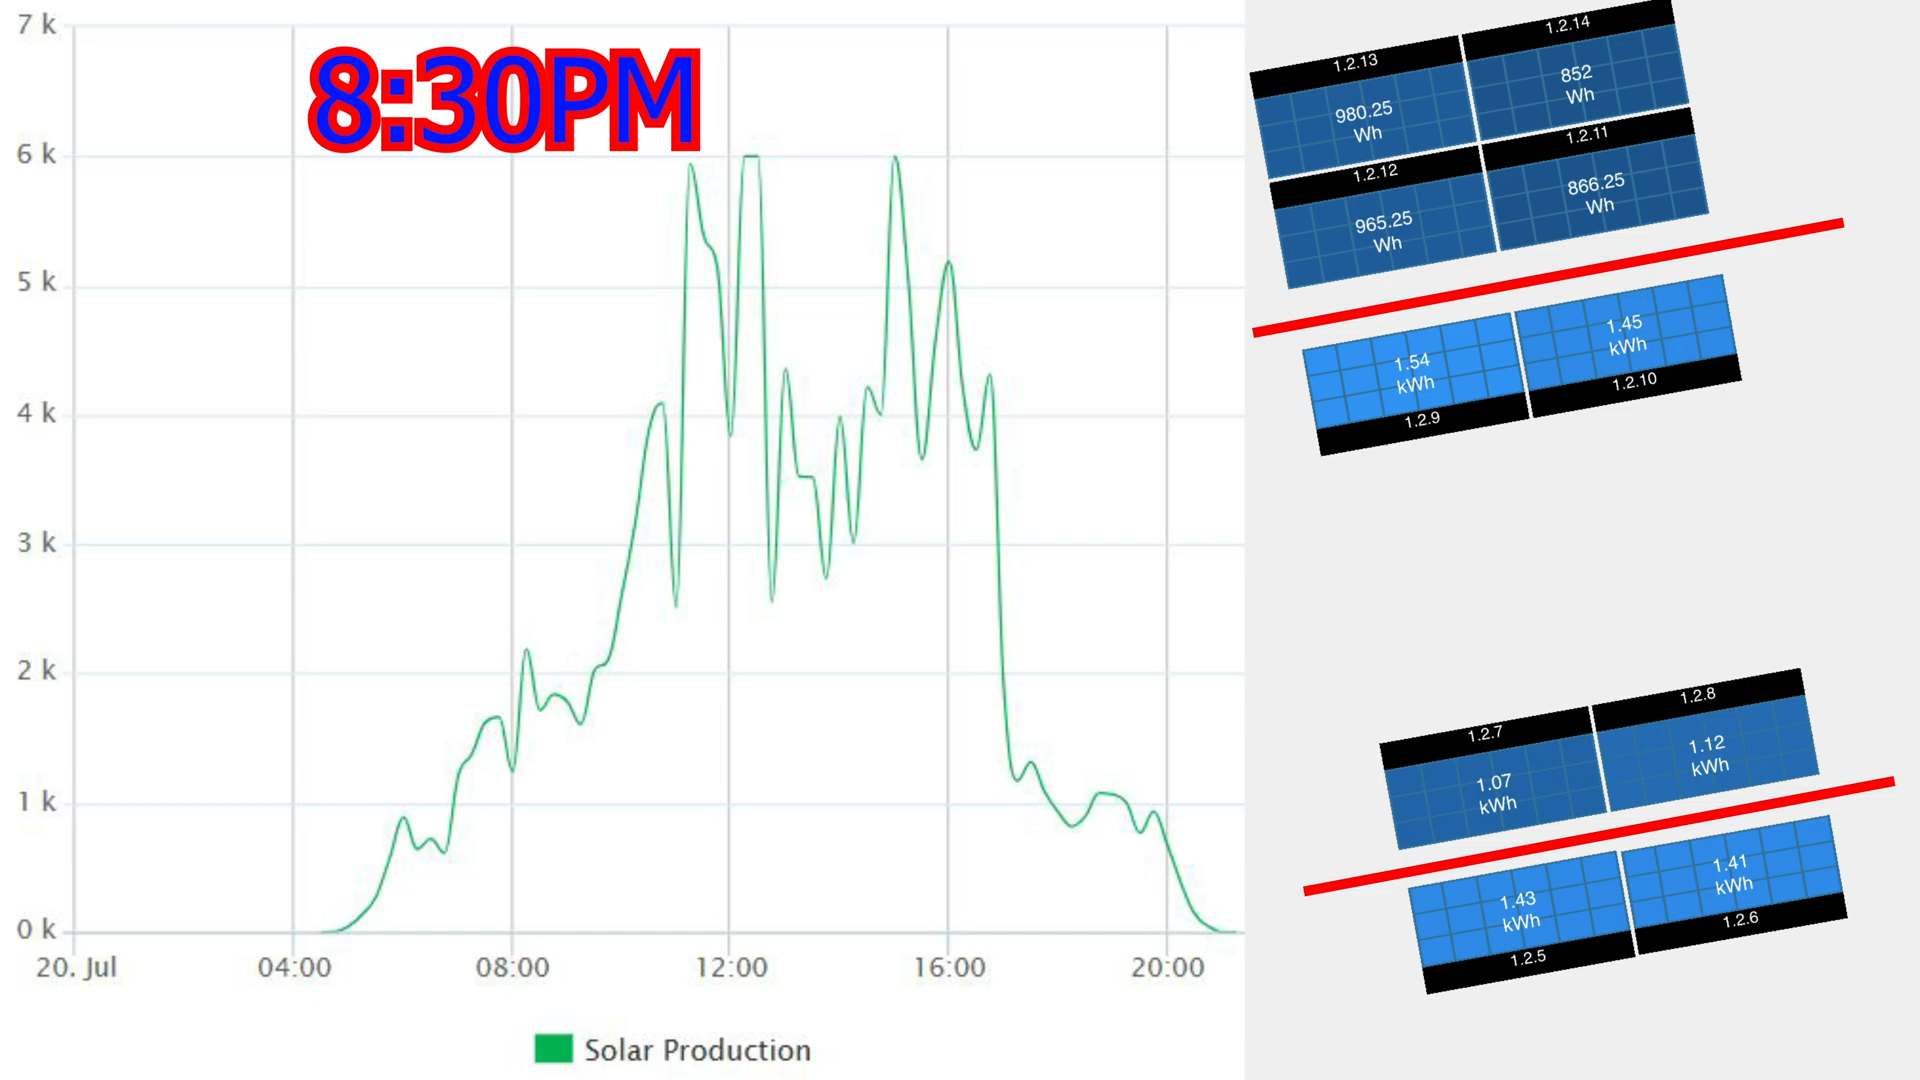 8:30PM
7 k
6 k
5 k
4 k
3 k
2 k
1 k
0 k
20. Jul
04:00
08:00
12:00
16:00
20:00
Solar Production
1.2.13
980.25
Wh
1.2.14
852
Wh
1.2.12
965.25
Wh
1.2.11
866.25
Wh
1.54
kWh
1.2.9
1.45
kWh
1.2.10
1.2.7
1.07
kWh
1.2.8
1.12
kWh
1.43
kWh
1.2.5
1.41
kWh
1.2.6